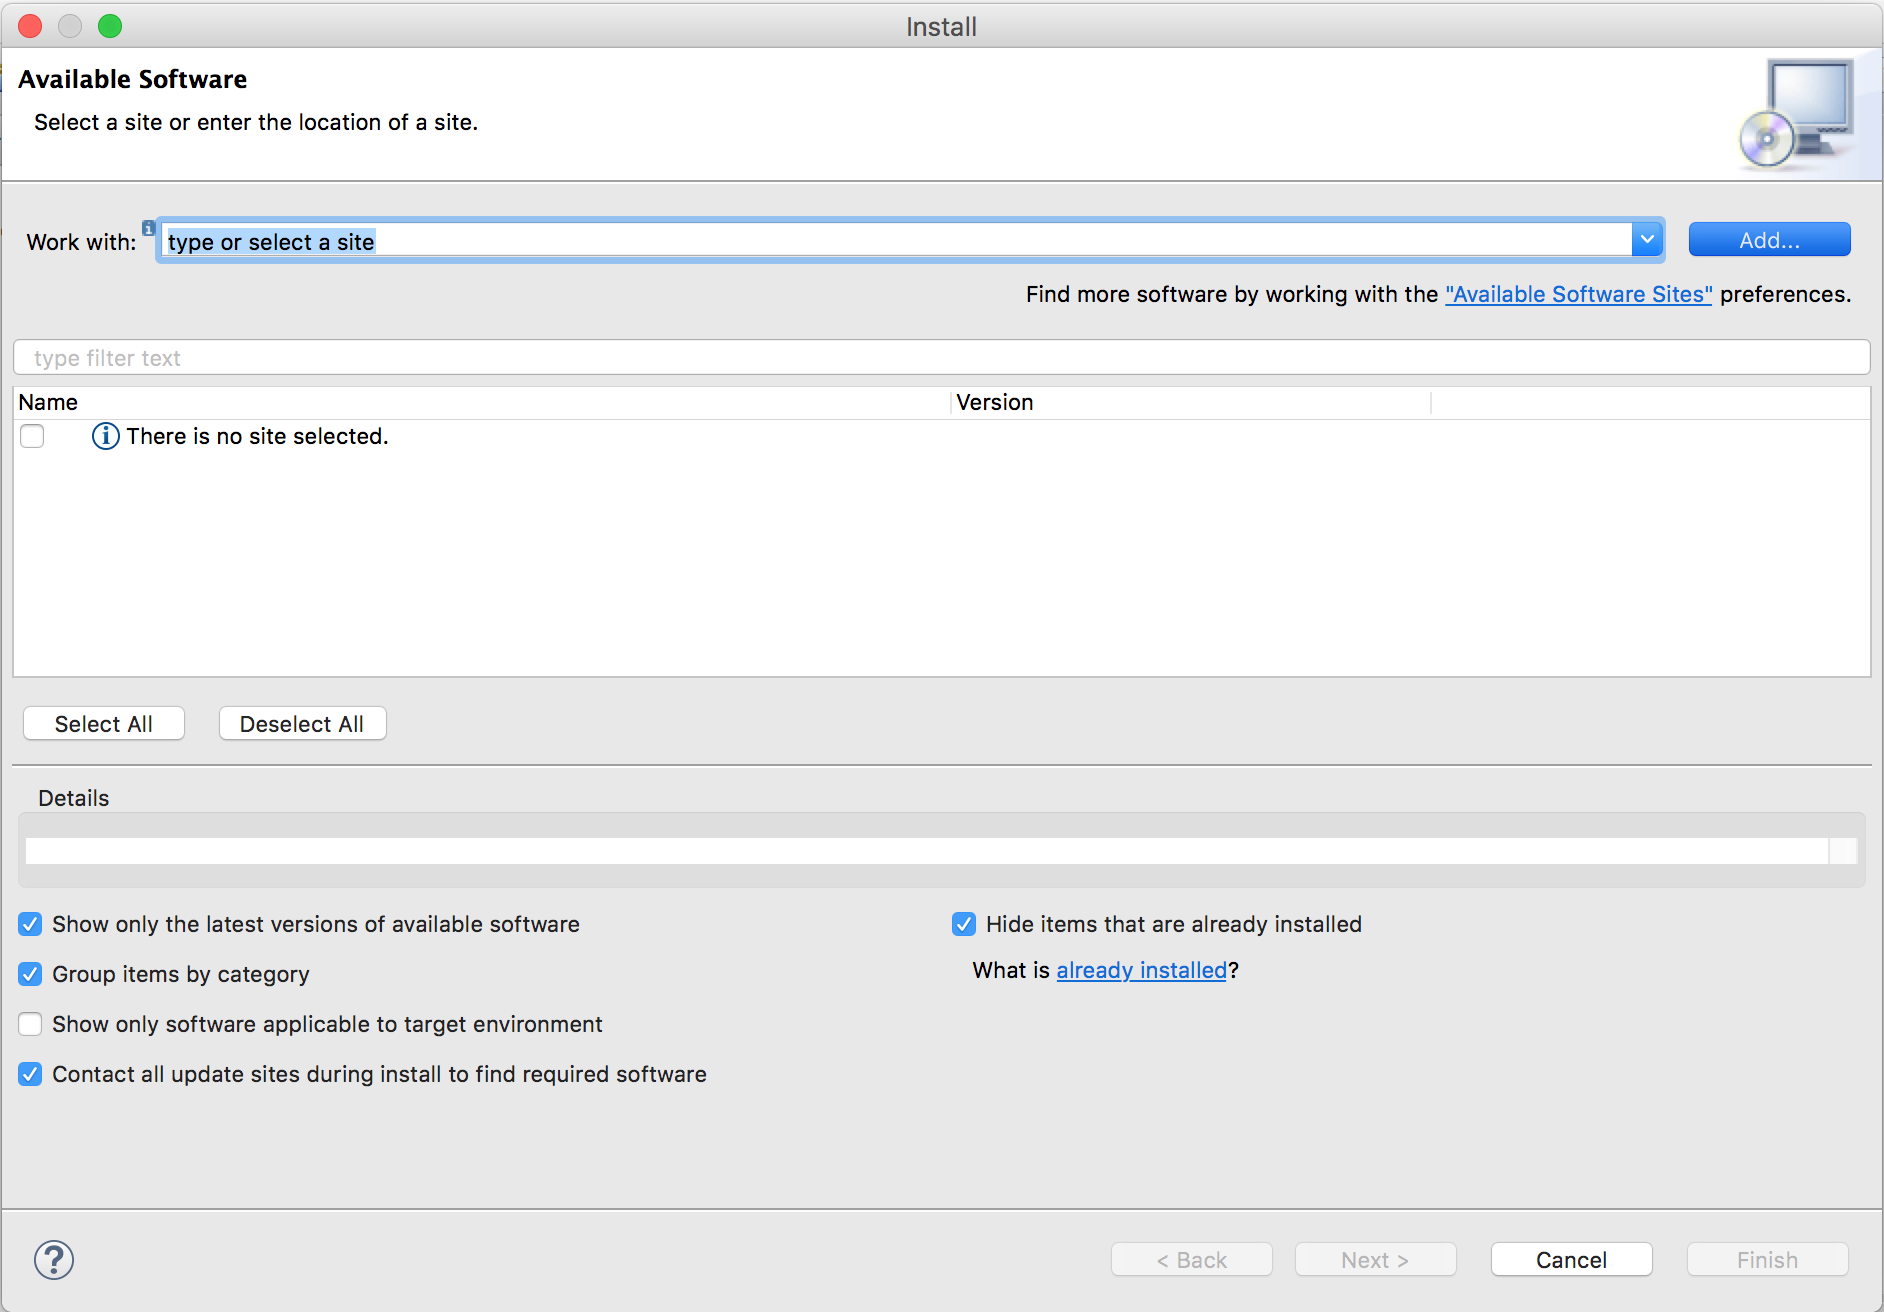 Install
Available Software
Select a site or enter the location of a site.
Work with: type or select a site Add...
Find more software by working with the "Available Software Sites" preferences.
type filter text
Name Version
There is no site selected.
Select All Deselect All
Details
Show only the latest versions of available software Hide items that are already installed
Group items by category What is already installed?
Show only software applicable to target environment
Contact all update sites during install to find required software
? < Back Next > Cancel Finish